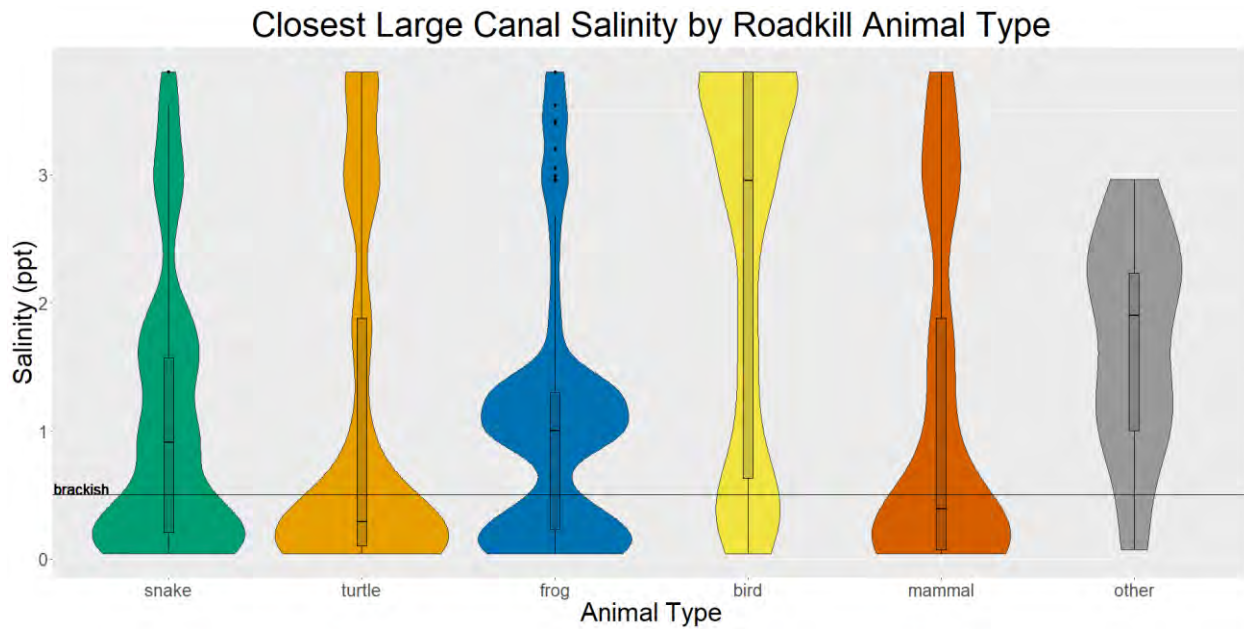 Closest Large Canal Salinity by Roadkill Animal Type
Salinity (ppt)
3
2
1
brackish
0
snake turtle frog bird mammal other
Animal Type